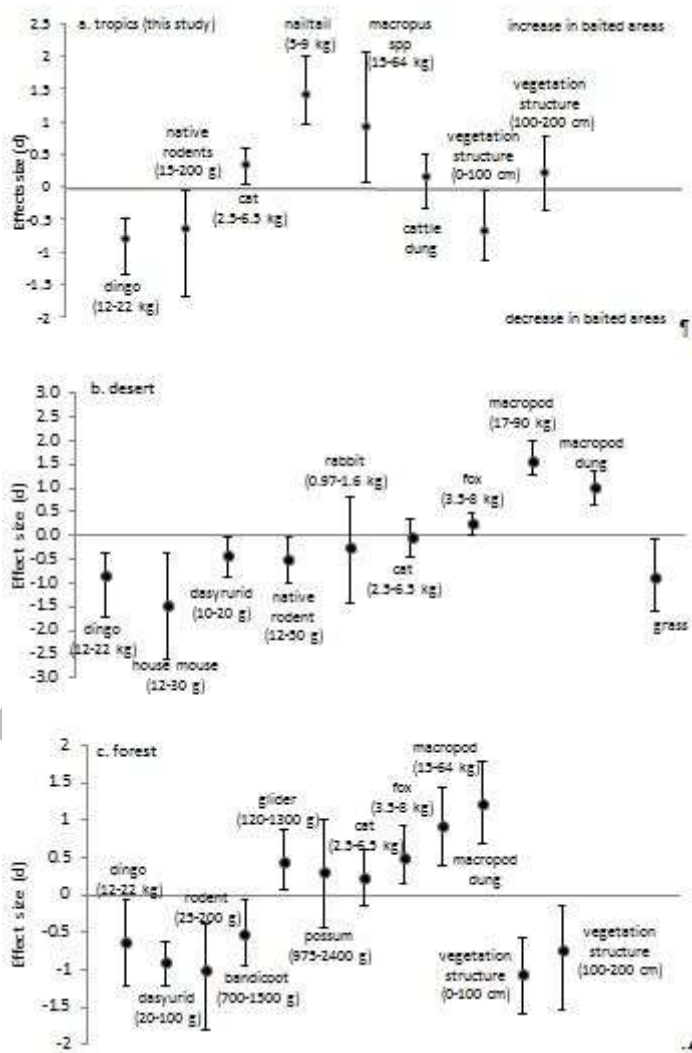 a. tropics (this study)
increase in baited areas
Effects size (d)
2.5
2
1.5
1
0.5
0
-0.5
-1
-1.5
-2
dingo
(12-22 kg)
native
rodents
(15-200 g)
cat
(2.5-6.5 kg)
nailtail
(5-9 kg)
macropus
spp
(15-64 kg)
cattle
dung
vegetation
structure
(0-100 cm)
vegetation
structure
(100-200 cm)
decrease in baited areas
¶
b. desert
Effect size (d)
3.0
2.5
2.0
1.5
1.0
0.5
0.0
-0.5
-1.0
-1.5
-2.0
-2.5
-3.0
dingo
(12-22 kg)
house mouse
(12-30 g)
dasyrurid
(10-20 g)
native
rodent
(12-50 g)
rabbit
(0.97-1.6 kg)
cat
(2.5-6.5 kg)
fox
(3.5-8 kg)
macropod
(17-90 kg)
macropod
dung
grass
c. forest
Effect size (d)
2
1.5
1
0.5
0
-0.5
-1
-1.5
-2
dingo
(12-22 kg)
dasyurid
(20-100 g)
rodent
(25-200 g)
bandicoot
(700-1500 g)
glider
(120-1300 g)
possum
(975-2400 g)
cat
(2.5-6.5 kg)
fox
(3.5-8 kg)
macropod
(15-64 kg)
macropod
dung
vegetation
structure
(0-100 cm)
vegetation
structure
(100-200 cm)